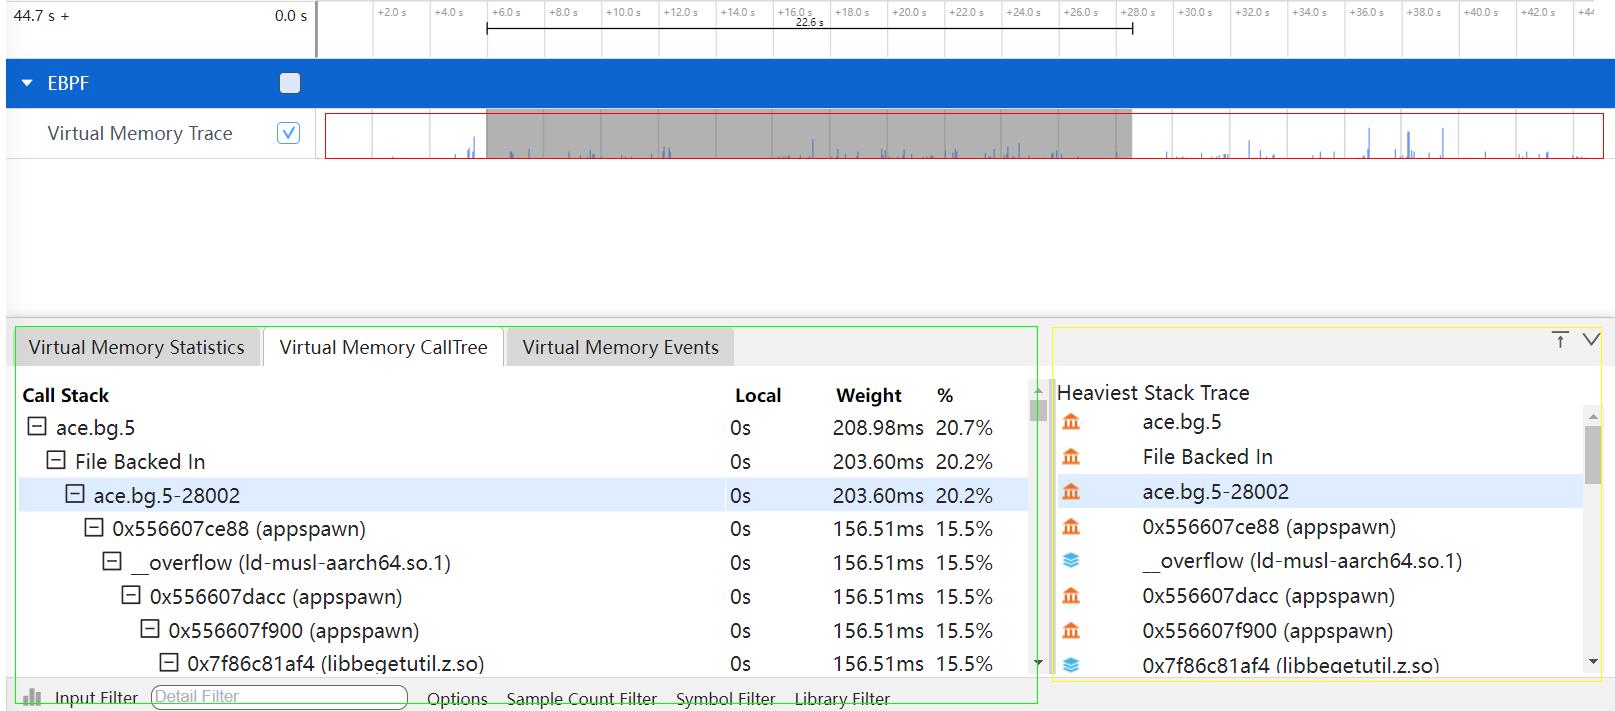 44.7 s + 0.0 s +2.0 s +4.0 s +6.0 s +8.0 s +10.0 s +12.0 s +14.0 s +16.0 s +18.0 s +20.0 s +22.0 s +24.0 s +26.0 s +28.0 s +30.0 s +32.0 s +34.0 s +36.0 s +38.0 s +40.0 s +42.0 s +44
22.6 s
EBPF
Virtual Memory Trace
Virtual Memory Statistics Virtual Memory CallTree Virtual Memory Events
Call Stack Local Weight %
ace.bg.5 0s 208.98ms 20.7%
File Backed In 0s 203.60ms 20.2%
ace.bg.5-28002 0s 203.60ms 20.2%
0x556607ce88 (appspawn) 0s 156.51ms 15.5%
__overflow (ld-musl-aarch64.so.1) 0s 156.51ms 15.5%
0x556607dacc (appspawn) 0s 156.51ms 15.5%
0x556607f900 (appspawn) 0s 156.51ms 15.5%
0x7f86c81af4 (libbegetutil.z.so) 0s 156.51ms 15.5%
Heaviest Stack Trace
ace.bg.5
File Backed In
ace.bg.5-28002
0x556607ce88 (appspawn)
__overflow (ld-musl-aarch64.so.1)
0x556607dacc (appspawn)
0x556607f900 (appspawn)
0x7f86c81af4 (libbegetutil.z.so)
Input Filter Detail Filter Options Sample Count Filter Symbol Filter Library Filter